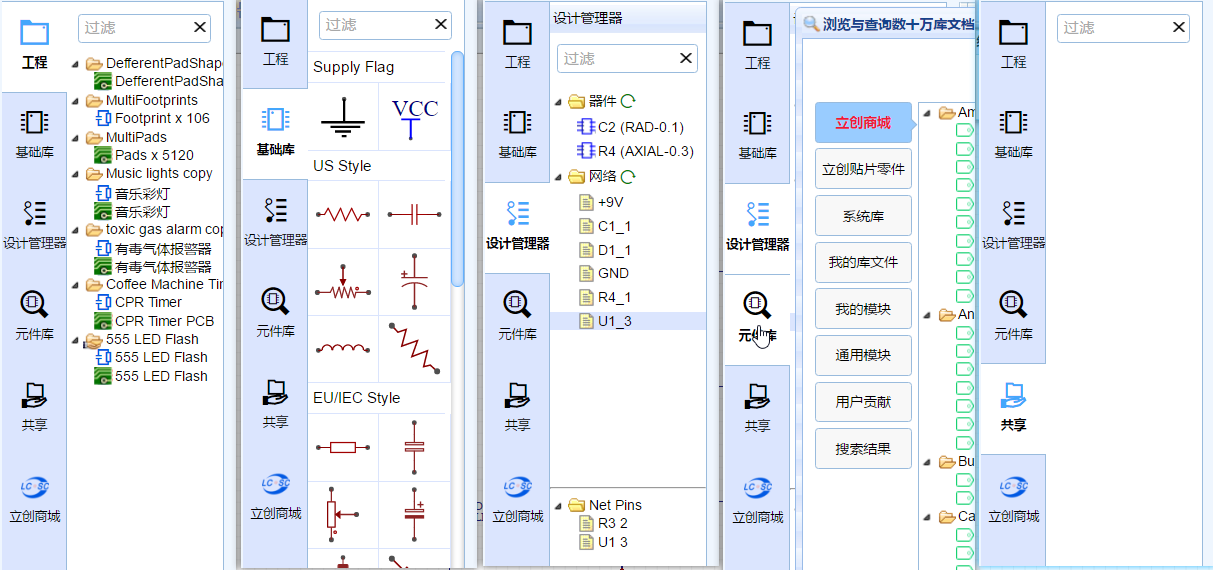 工程
基础库
设计管理器
元件库
共享
LC SC
立创商城
过滤
DefferentPadShap
DefferentPadSha
MultiFootprints
Footprint x 106
MultiPads
Pads x 5120
Music lights copy
音乐彩灯
音乐彩灯
toxic gas alarm cop
有毒气体报警器
有毒气体报警器
Coffee Machine Tir
CPR Timer
CPR Timer PCB
555 LED Flash
555 LED Flash
555 LED Flash
工程
基础库
设计管理器
元件库
共享
LC SC
立创商城
过滤
Supply Flag
VCC
US Style
EU/IEC Style
工程
基础库
设计管理器
元件库
共享
LC SC
立创商城
设计管理器
过滤
器件
C2 (RAD-0.1)
R4 (AXIAL-0.3)
网络
+9V
C1_1
D1_1
GND
R4_1
U1_3
Net Pins
R3 2
U1 3
工程
基础库
设计管理器
元件库
共享
LC SC
立创商城
浏览与查询数十万库文档
立创商城
立创贴片零件
系统库
我的库文件
我的模块
通用模块
用户贡献
搜索结果
Am
An
Bu
Ca
工程
基础库
设计管理器
元件库
共享
LC SC
立创商城
过滤